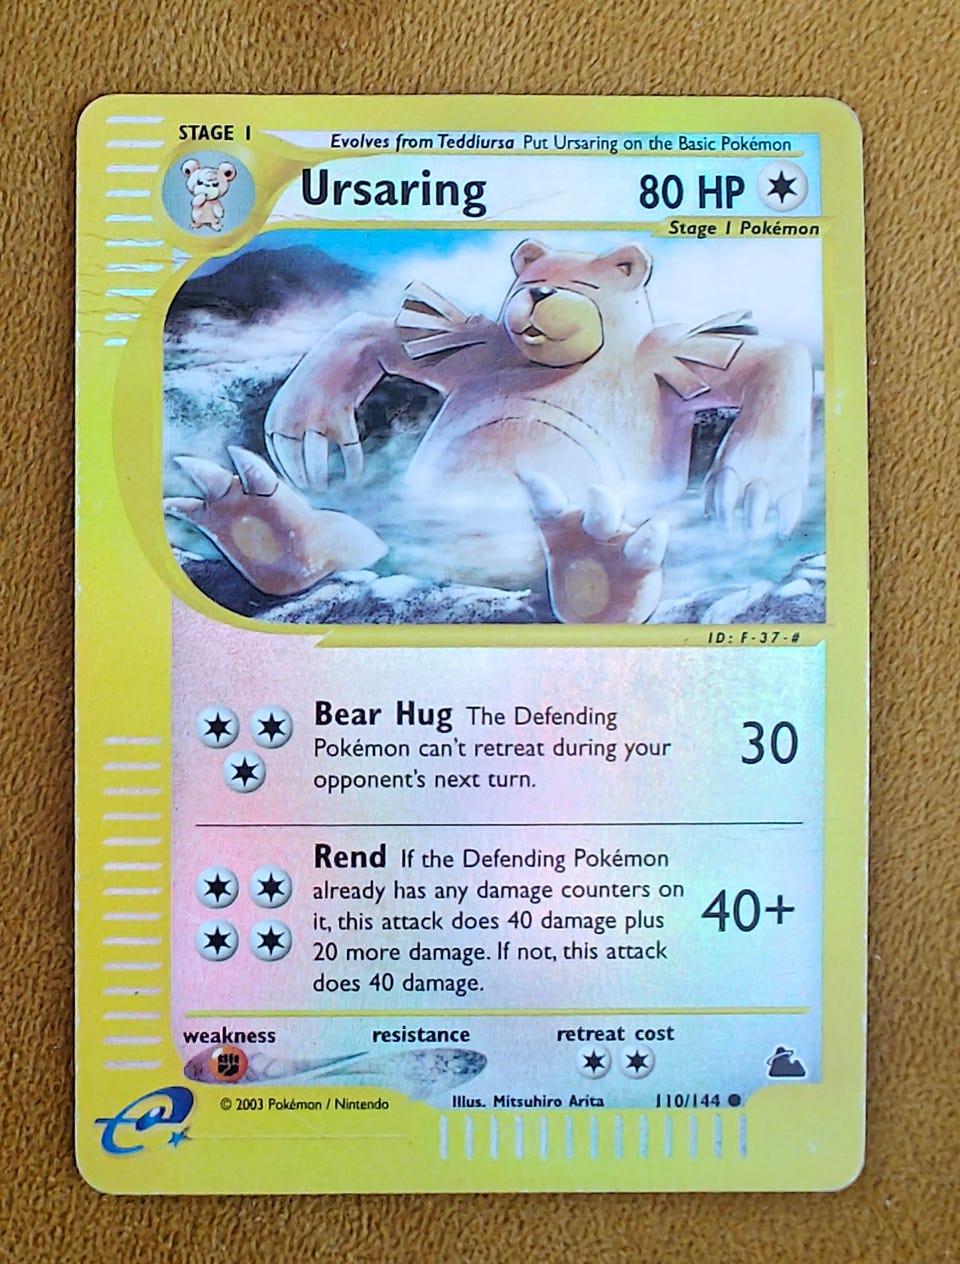 STAGE 1
Evolves from Teddiursa Put Ursaring on the Basic Pokémon
Ursaring 80 HP
Stage 1 Pokémon
ID: F-37-#
Bear Hug The Defending
Pokémon can't retreat during your
opponent's next turn.
30
Rend If the Defending Pokémon
already has any damage counters on
it, this attack does 40 damage plus
20 more damage. If not, this attack
does 40 damage.
40+
weakness resistance retreat cost
© 2003 Pokémon / Nintendo Illus. Mitsuhiro Arita 110/144 ●
e